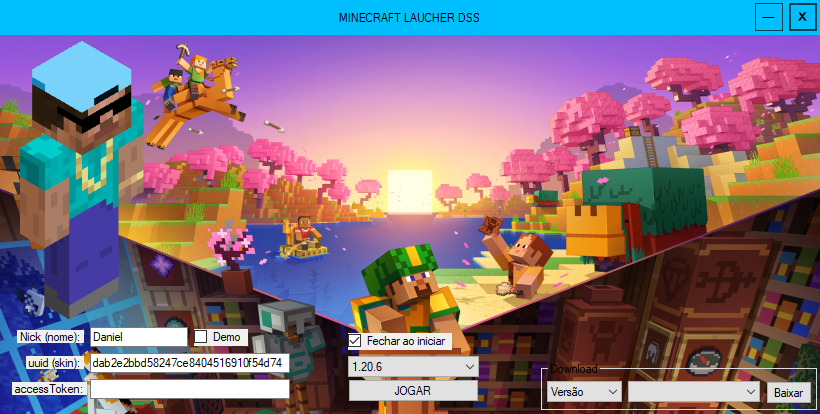 MINECRAFT LAUCHER DSS
Nick (nome): Daniel Demo
uuid (skin): dab2e2bbd58247ce8404516910f54d74
accessToken:
Fechar ao iniciar
1.20.6
JOGAR
Download
Versão Baixar